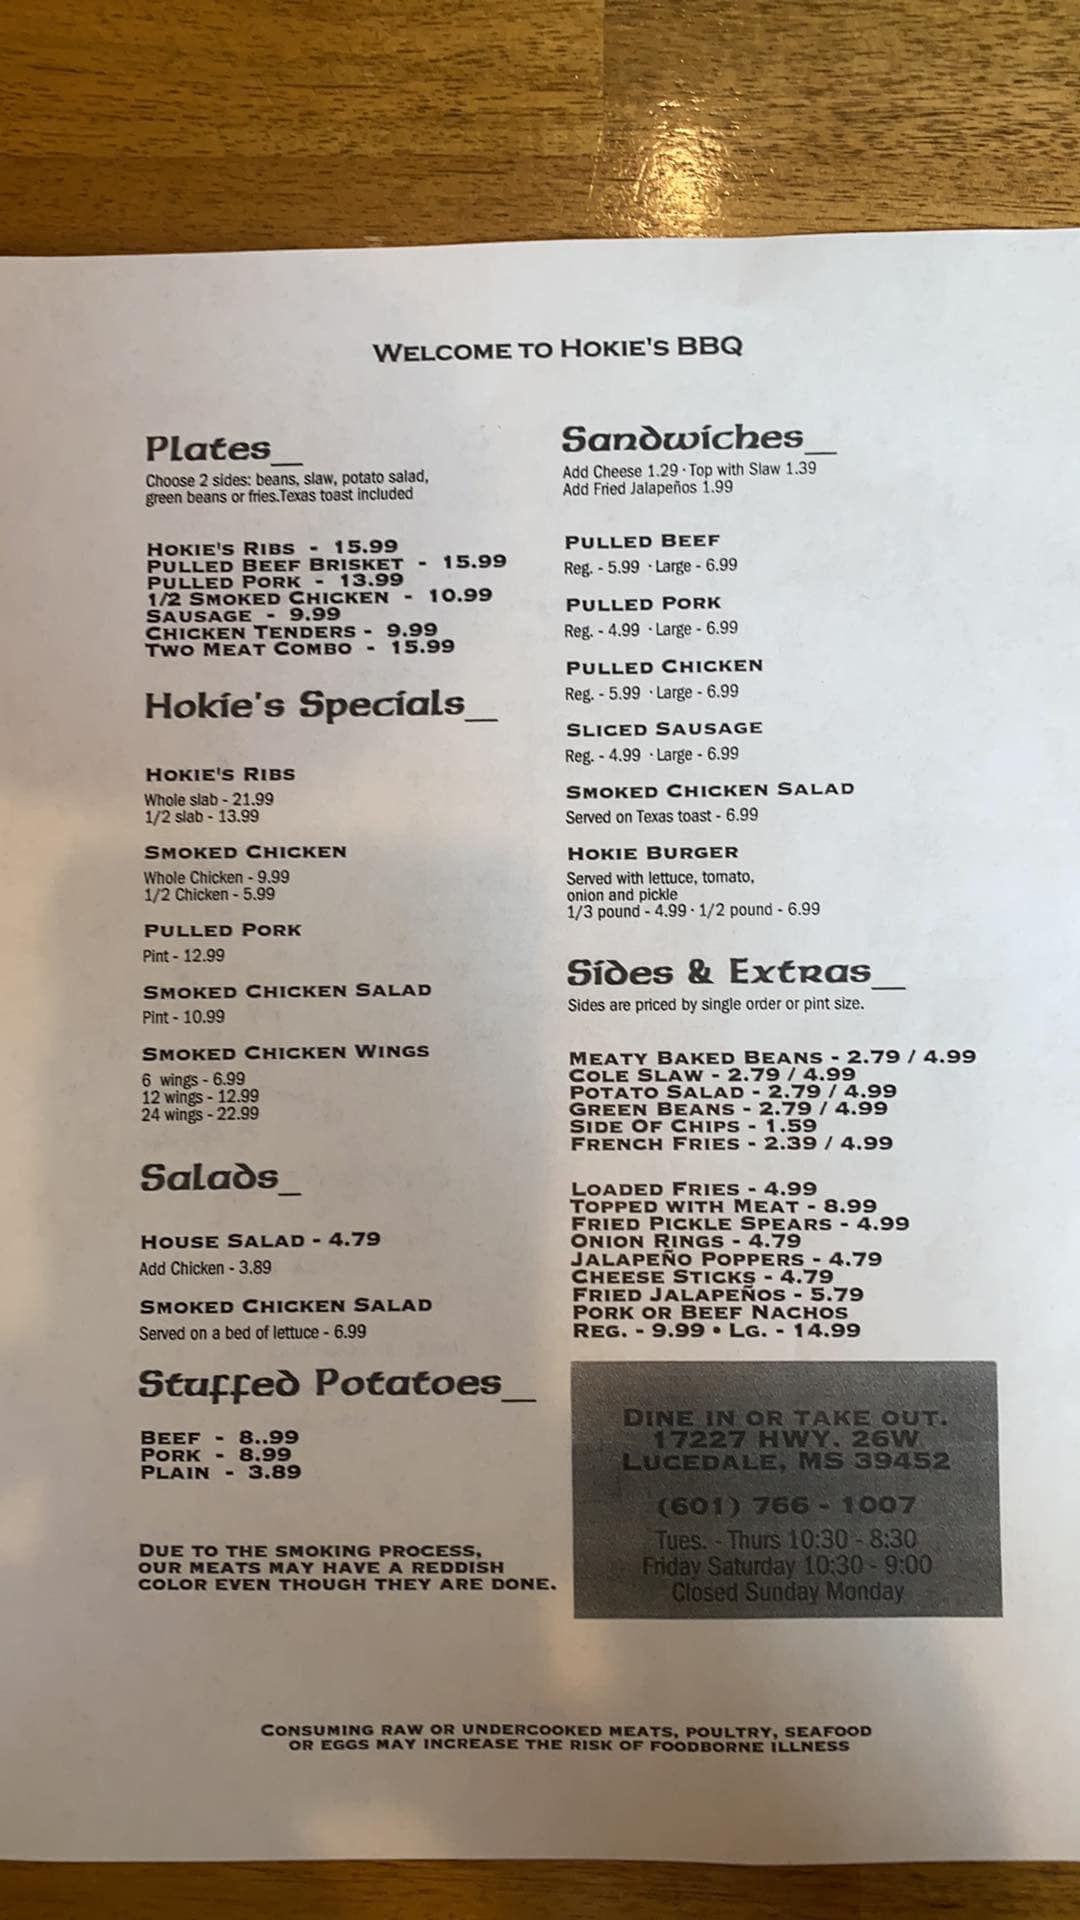 WELCOME TO HOKIE'S BBQ
Plates_
Choose 2 sides: beans, slaw, potato salad,
green beans or fries.Texas toast included
HOKIE'S RIBS - 15.99
PULLED BEEF BRISKET - 15.99
PULLED PORK - 13.99
1/2 SMOKED CHICKEN - 10.99
SAUSAGE - 9.99
CHICKEN TENDERS - 9.99
TWO MEAT COMBO - 15.99
Hokie's Specials_
HOKIE'S RIBS
Whole slab - 21.99
1/2 slab - 13.99
SMOKED CHICKEN
Whole Chicken - 9.99
1/2 Chicken - 5.99
PULLED PORK
Pint - 12.99
SMOKED CHICKEN SALAD
Pint - 10.99
SMOKED CHICKEN WINGS
6 wings - 6.99
12 wings - 12.99
24 wings - 22.99
Salads_
HOUSE SALAD - 4.79
Add Chicken - 3.89
SMOKED CHICKEN SALAD
Served on a bed of lettuce - 6.99
Stuffed Potatoes_
BEEF - 8..99
PORK - 8.99
PLAIN - 3.89
DUE TO THE SMOKING PROCESS,
OUR MEATS MAY HAVE A REDDISH
COLOR EVEN THOUGH THEY ARE DONE.
Sandwiches_
Add Cheese 1.29 · Top with Slaw 1.39
Add Fried Jalapeños 1.99
PULLED BEEF
Reg. - 5.99 · Large - 6.99
PULLED PORK
Reg. - 4.99 · Large - 6.99
PULLED CHICKEN
Reg. - 5.99 · Large - 6.99
SLICED SAUSAGE
Reg. - 4.99 · Large - 6.99
SMOKED CHICKEN SALAD
Served on Texas toast - 6.99
HOKIE BURGER
Served with lettuce, tomato,
onion and pickle
1/3 pound - 4.99 · 1/2 pound - 6.99
Sides & Extras_
Sides are priced by single order or pint size.
MEATY BAKED BEANS - 2.79 / 4.99
COLE SLAW - 2.79 / 4.99
POTATO SALAD - 2.79 / 4.99
GREEN BEANS - 2.79 / 4.99
SIDE OF CHIPS - 1.59
FRENCH FRIES - 2.39 / 4.99
LOADED FRIES - 4.99
TOPPED WITH MEAT - 8.99
FRIED PICKLE SPEARS - 4.99
ONION RINGS - 4.79
JALAPEÑO POPPERS - 4.79
CHEESE STICKS - 4.79
FRIED JALAPEÑOS - 5.79
PORK OR BEEF NACHOS
REG. - 9.99 • LG. - 14.99
DINE IN OR TAKE OUT.
17227 HWY. 26W
LUCEDALE, MS 39452
(601) 766 - 1007
Tues. - Thurs 10:30 - 8:30
Friday Saturday 10:30 - 9:00
Closed Sunday Monday
CONSUMING RAW OR UNDERCOOKED MEATS, POULTRY, SEAFOOD
OR EGGS MAY INCREASE THE RISK OF FOODBORNE ILLNESS